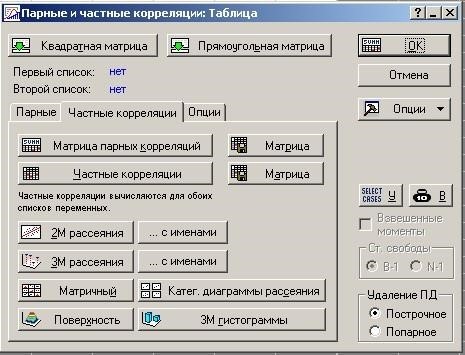 Парные и частные корреляции: Таблица
Квадратная матрица
Прямоугольная матрица
OK
Первый список: нет
Отмена
Второй список: нет
Опции
Парные
Частные корреляции
Опции
Матрица парных корреляций
Матрица
Частные корреляции
Матрица
Частные корреляции вычисляются для обоих
списков переменных.
SELECT
CASES
У
В
2М рассеяния
... с именами
Взвешенные
моменты
3М рассеяния
... с именами
Ст. свободы
В-1
N-1
Матричный
Катег. диаграммы рассеяния
Удаление ПД
Поверхность
3М гистограммы
Построчное
Попарное